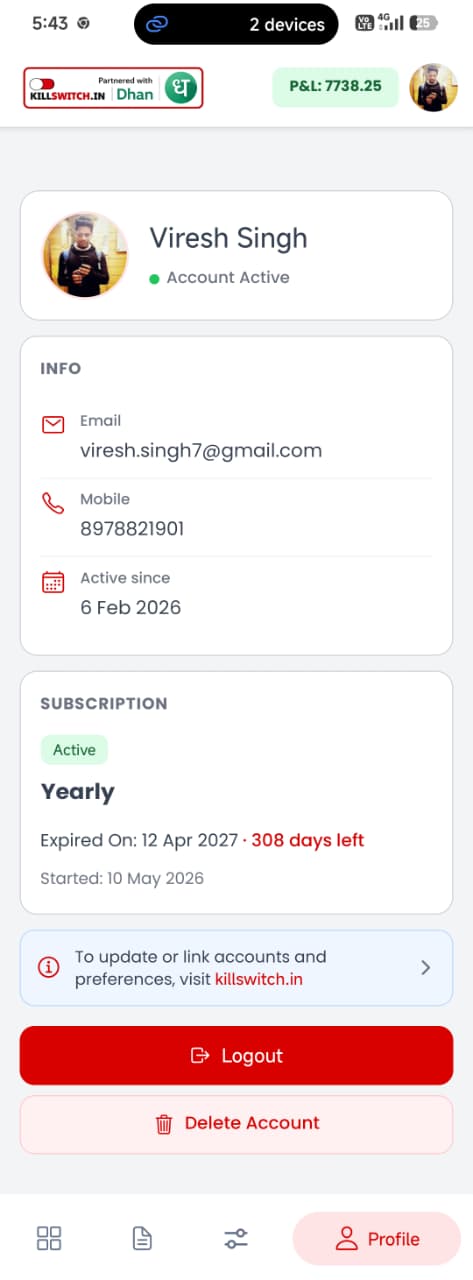 5:43
2 devices
Vo
LTE
4G
25
KILLSWITCH.IN
Partnered with
Dhan
ध
P&L: 7738.25
Viresh Singh
Account Active
INFO
Email
viresh.singh7@gmail.com
Mobile
8978821901
Active since
6 Feb 2026
SUBSCRIPTION
Active
Yearly
Expired On: 12 Apr 2027 · 308 days left
Started: 10 May 2026
To update or link accounts and
preferences, visit killswitch.in
Logout
Delete Account
Profile